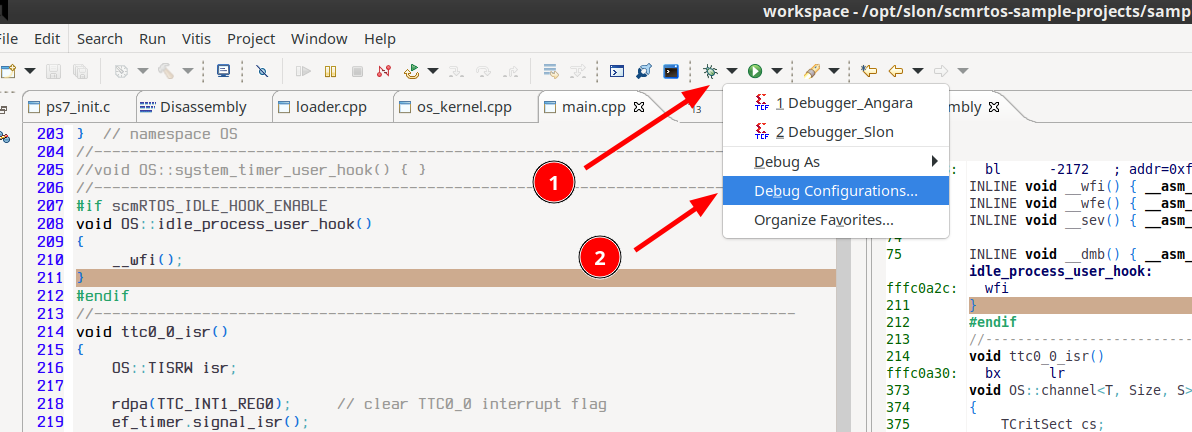 workspace - /opt/slon/scmrtos-sample-projects/samp
File Edit Search Run Vitis Project Window Help
ps7_init.c Disassembly loader.cpp os_kernel.cpp main.cpp 13 mbly
1 Debugger_Angara
2 Debugger_Slon
Debug As
Debug Configurations...
Organize Favorites...
1
2
203 } // namespace OS
204 //------------------------------------------------------------------------------
205 //void OS::system_timer_user_hook() { }
206 //------------------------------------------------------------------------------
207 #if scmRTOS_IDLE_HOOK_ENABLE
208 void OS::idle_process_user_hook()
209 {
210 __wfi();
211 }
212 #endif
213 //------------------------------------------------------------------------------
214 void ttc0_0_isr()
215 {
216 OS::TISRW isr;
217
218 rdpa(TTC_INT1_REG0); // clear TTC0_0 interrupt flag
219 ef_timer.signal_isr();
bl -2172 ; addr=0xf
INLINE void __wfi() { __asm_
INLINE void __wfe() { __asm_
INLINE void __sev() { __asm_
74
75 INLINE void __dmb() { __asm_
idle_process_user_hook:
fffc0a2c: wfi
211 }
212 #endif
213 //--------------------------
214 void ttc0_0_isr()
fffc0a30: bx lr
373 void OS::channel<T, Size, S>
374 {
375 TCritSect cs;